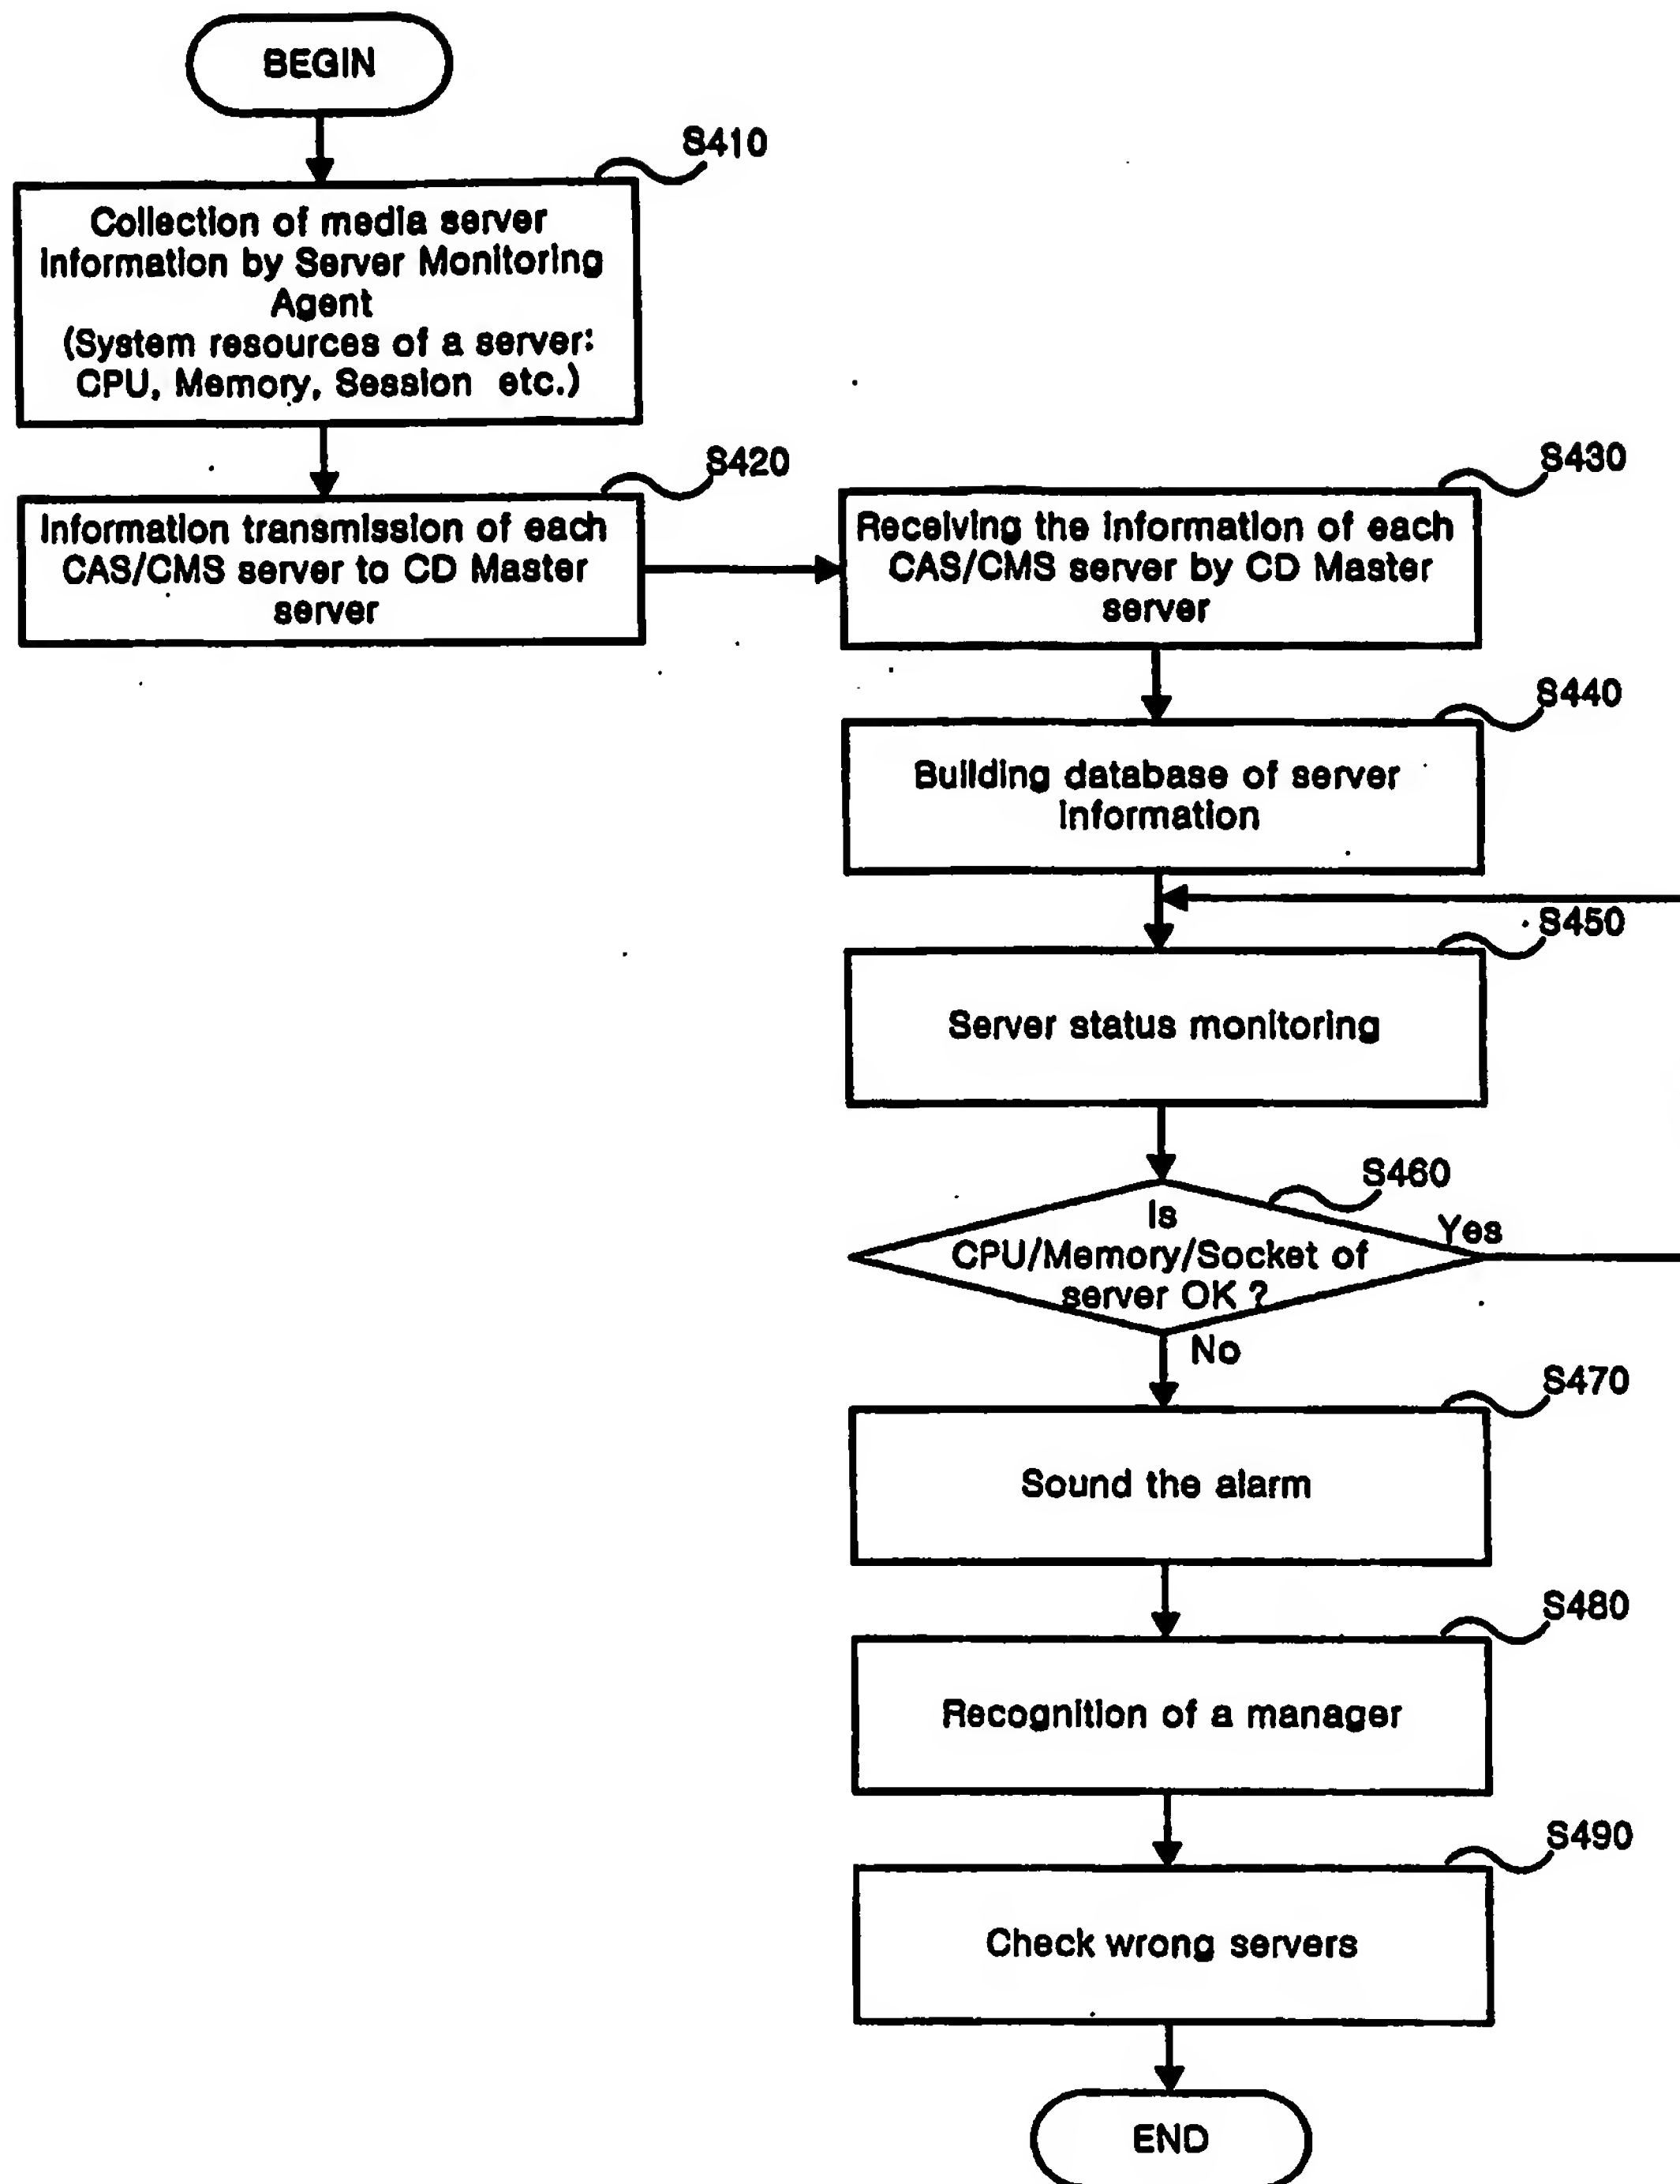 BEGIN
S410
Collection of media server
Information by Server Monitoring
Agent
(System resources of a server:
CPU, Memory, Session etc.)
S420
Information transmission of each
CAS/CMS server to CD Master
server
S430
Receiving the information of each
CAS/CMS server by CD Master
server
S440
Building database of server
Information
S450
Server status monitoring
S460
Is
CPU/Memory/Socket of
server OK ?
Yes
No
S470
Sound the alarm
S480
Recognition of a manager
S490
Check wrong servers
END